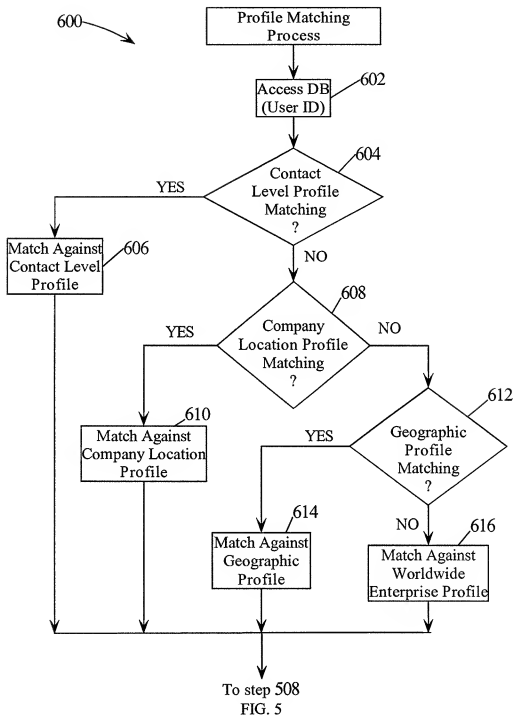 600
Profile Matching
Process
Access DB
(User ID)
602
604
Contact
Level Profile
Matching
?
YES
NO
Match Against
Contact Level
Profile
606
608
Company
Location Profile
Matching
?
YES
NO
610
Match Against
Company Location
Profile
612
Geographic
Profile
Matching
?
YES
NO
614
Match Against
Geographic
Profile
616
Match Against
Worldwide
Enterprise Profile
To step 508
FIG. 5